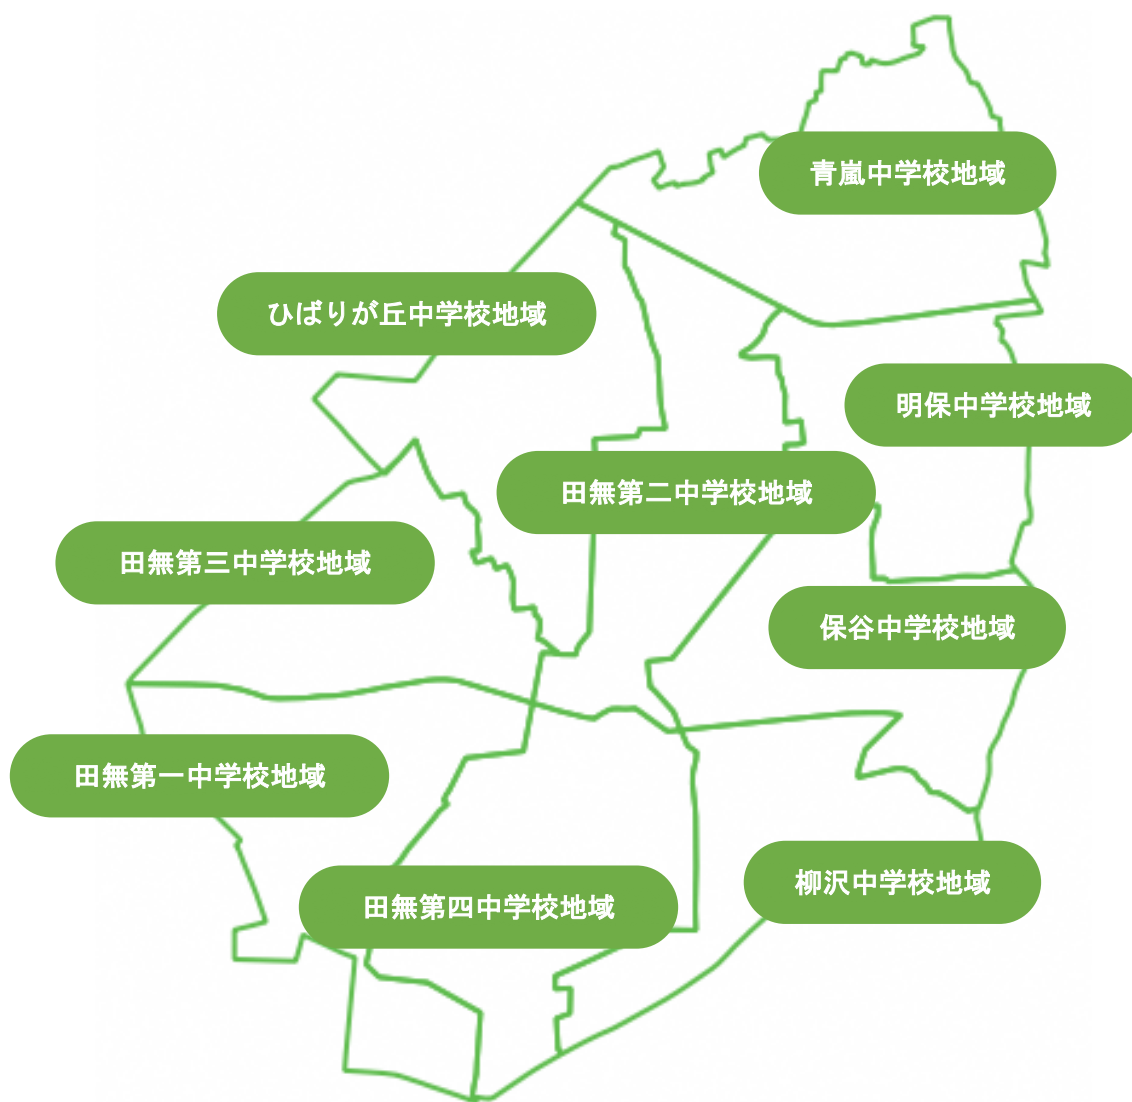 青嵐中学校地域
ひばりが丘中学校地域
明保中学校地域
田無第二中学校地域
田無第三中学校地域
保谷中学校地域
田無第一中学校地域
柳沢中学校地域
田無第四中学校地域